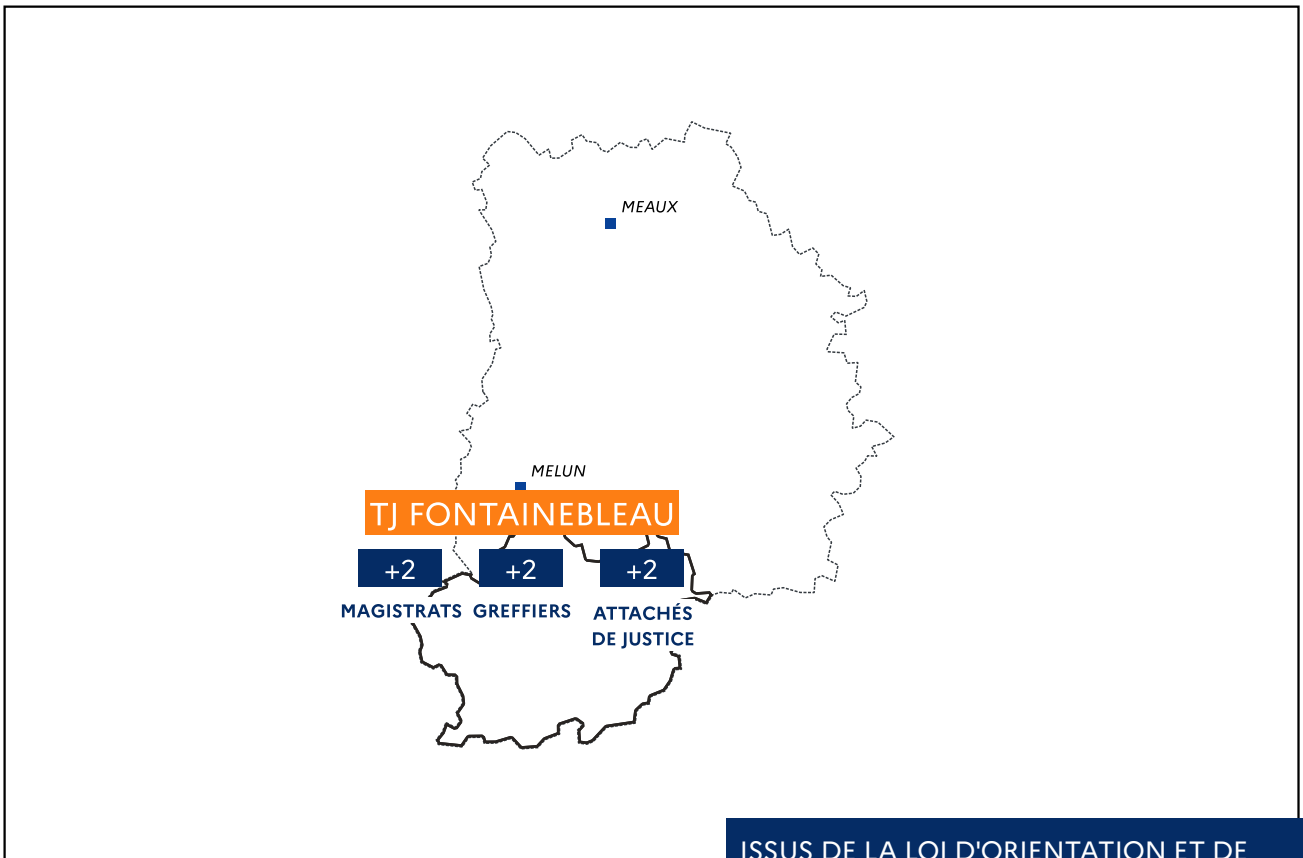 MEAUX
MELUN
TJ FONTAINEBLEAU
+2
+2
+2
MAGISTRATS
GREFFIERS
ATTACHÉS
DE JUSTICE
ISSUS DE LA LOI D'ORIENTATION ET DE